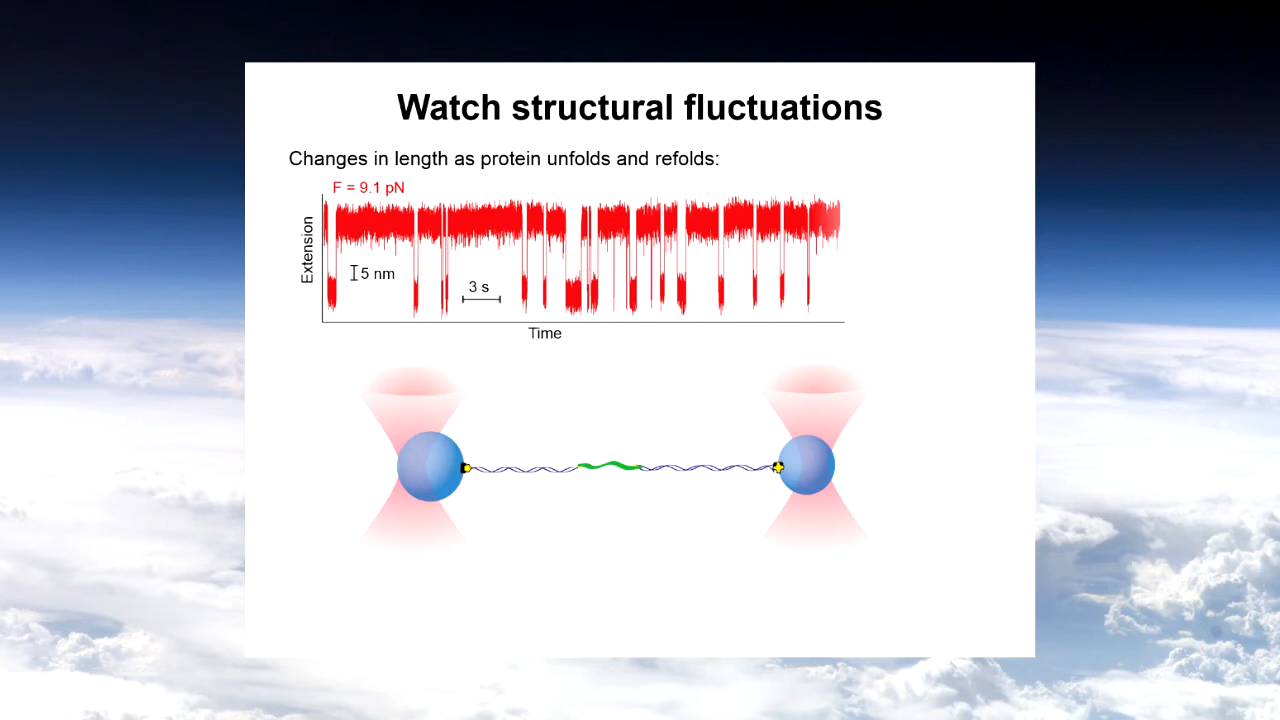 Watch structural fluctuations
Changes in length as protein unfolds and refolds:
F = 9.1 pN
Extension
5 nm
3 s
Time